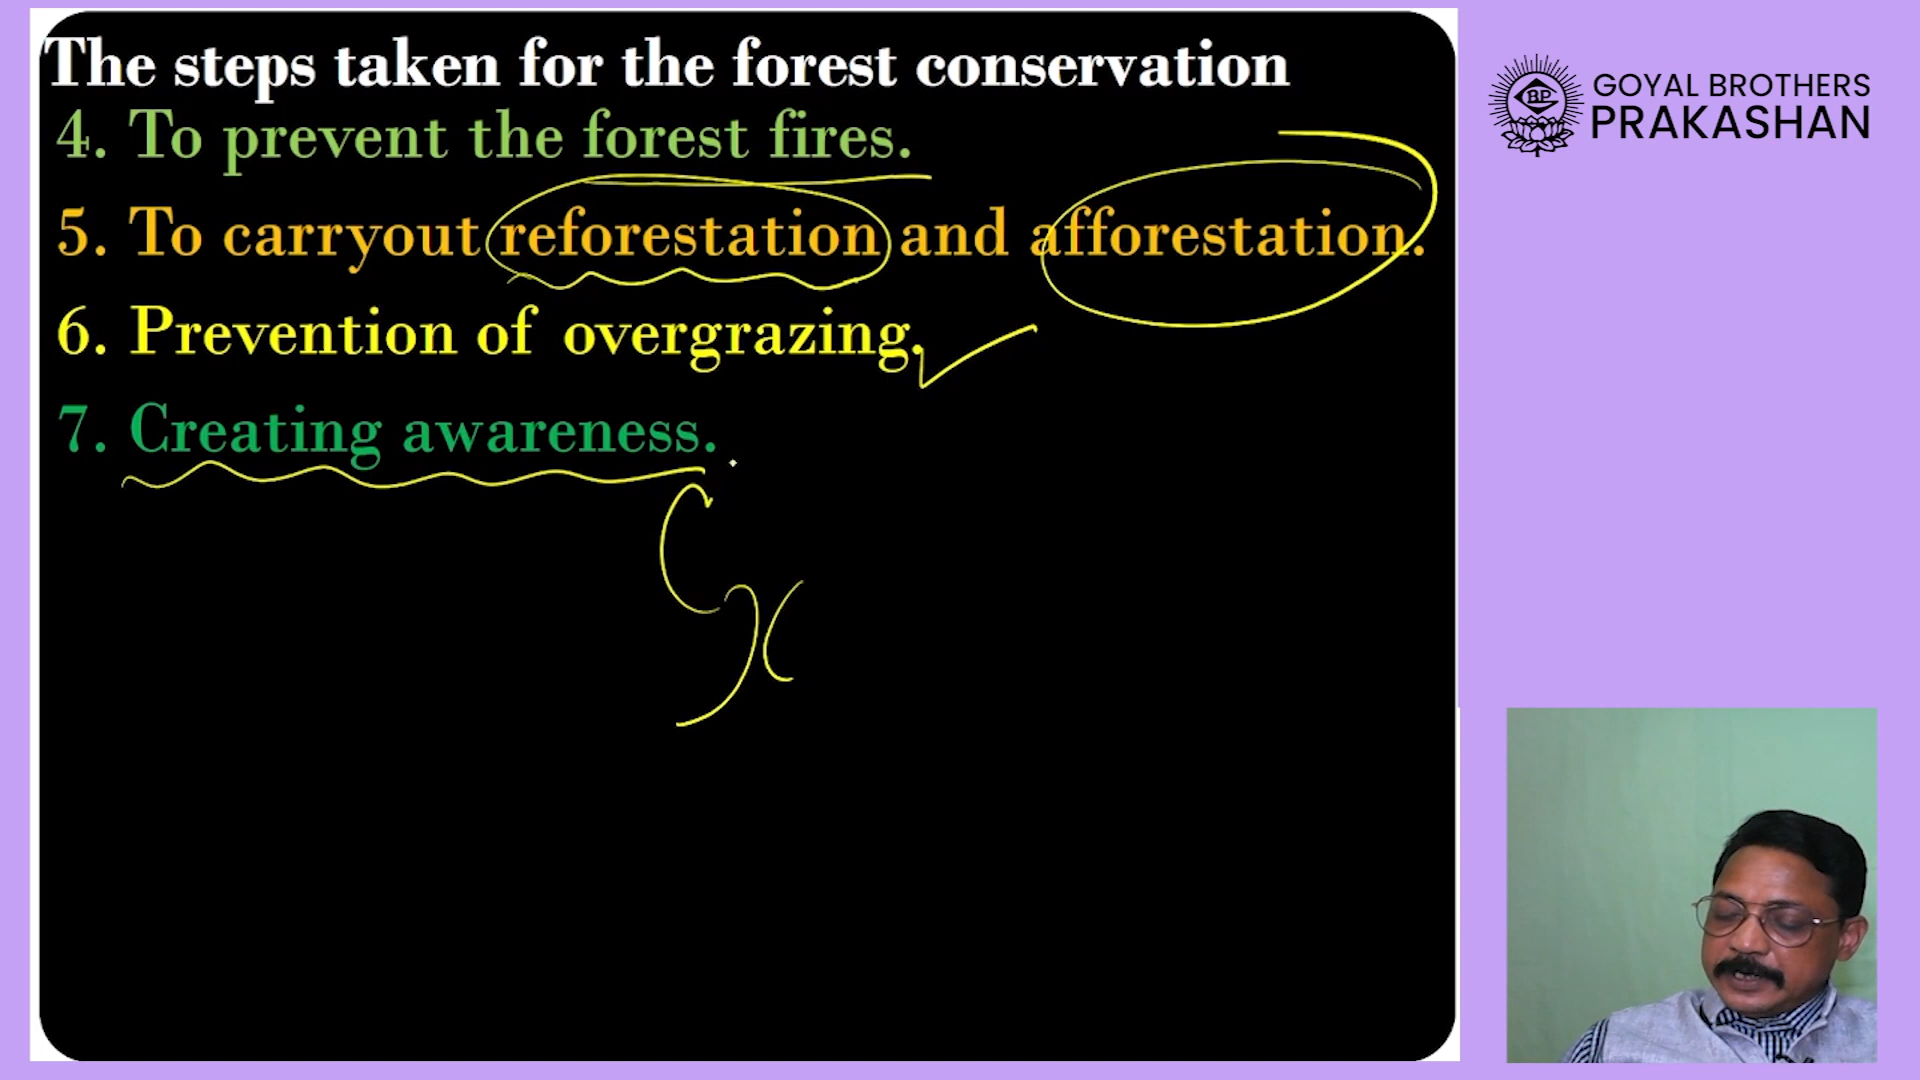 The steps taken for the forest conservation
4. To prevent the forest fires.
5. To carryout reforestation and afforestation.
6. Prevention of overgrazing.
7. Creating awareness.
GOYAL BROTHERS
PRAKASHAN
GBP